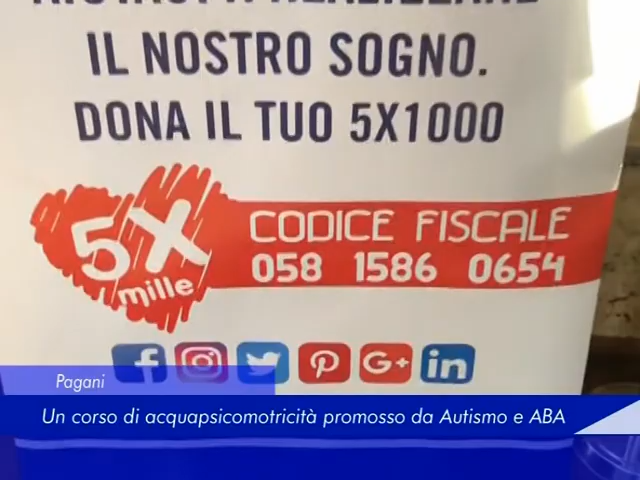 IL NOSTRO SOGNO.
DONA IL TUO 5X1000
5X
mille
CODICE FISCALE
058 1586 0654
Pagani
Un corso di acquapsicomotricità promosso da Autismo e ABA